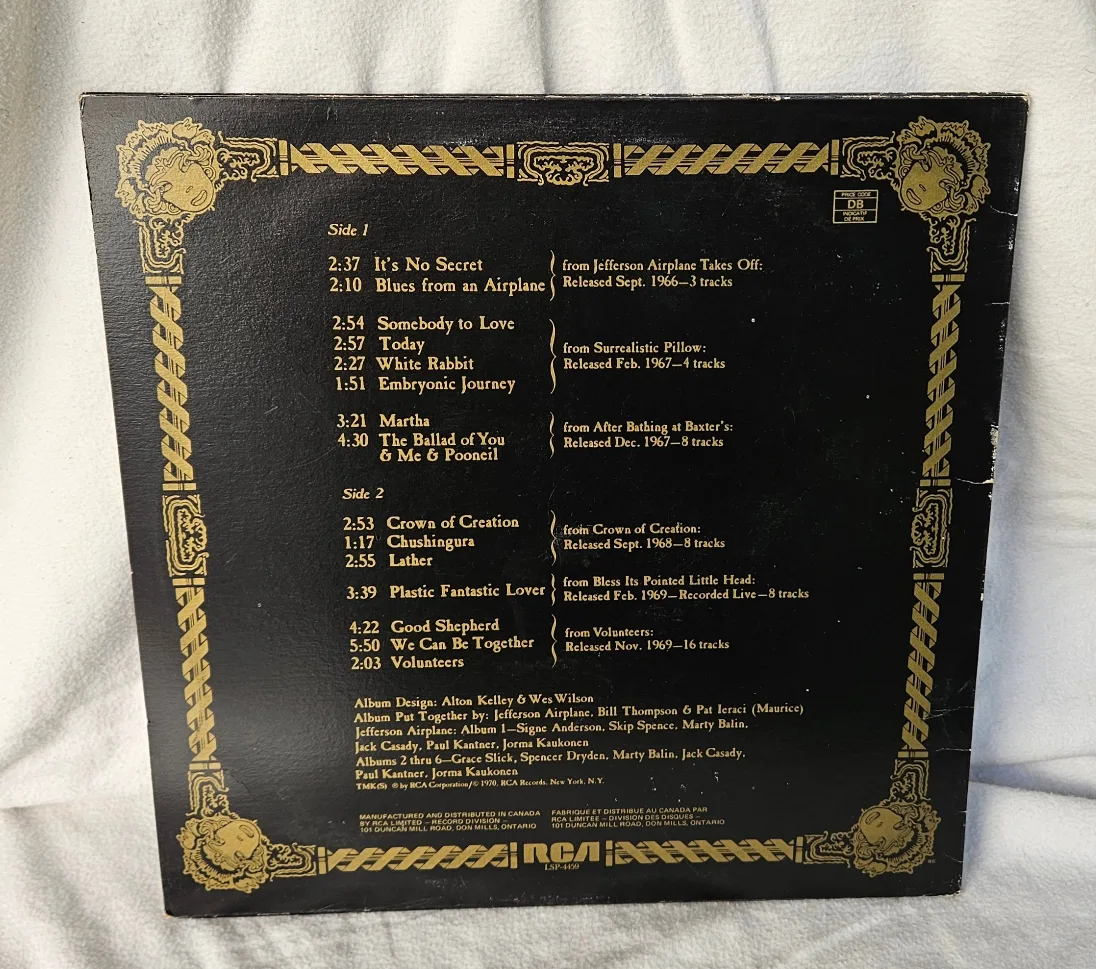 PRICE CODE
DB
INDICATIF
DE PRIX
Side 1
2:37 It's No Secret
2:10 Blues from an Airplane
from Jefferson Airplane Takes Off:
Released Sept. 1966—3 tracks
2:54 Somebody to Love
2:57 Today
2:27 White Rabbit
1:51 Embryonic Journey
from Surrealistic Pillow:
Released Feb. 1967—4 tracks
3:21 Martha
4:30 The Ballad of You
& Me & Pooneil
from After Bathing at Baxter's:
Released Dec. 1967—8 tracks
Side 2
2:53 Crown of Creation
1:17 Chushingura
2:55 Lather
from Crown of Creation:
Released Sept. 1968—8 tracks
3:39 Plastic Fantastic Lover
from Bless Its Pointed Little Head:
Released Feb. 1969—Recorded Live—8 tracks
4:22 Good Shepherd
5:50 We Can Be Together
2:03 Volunteers
from Volunteers:
Released Nov. 1969—16 tracks
Album Design: Alton Kelley & Wes Wilson
Album Put Together by: Jefferson Airplane, Bill Thompson & Pat Ieraci (Maurice)
Jefferson Airplane: Album 1—Signe Anderson, Skip Spence, Marty Balin,
Jack Casady, Paul Kantner, Jorma Kaukonen
Albums 2 thru 6—Grace Slick, Spencer Dryden, Marty Balin, Jack Casady,
Paul Kantner, Jorma Kaukonen
TMK(S) ® by RCA Corporation/© 1970, RCA Records, New York, N.Y.
MANUFACTURED AND DISTRIBUTED IN CANADA
BY RCA LIMITED — RECORD DIVISION —
101 DUNCAN MILL ROAD, DON MILLS, ONTARIO
FABRIQUE ET DISTRIBUE AU CANADA PAR
RCA LIMITEE — DIVISION DES DISQUES —
101 DUNCAN MILL ROAD, DON MILLS, ONTARIO
RCA
LSP-4459